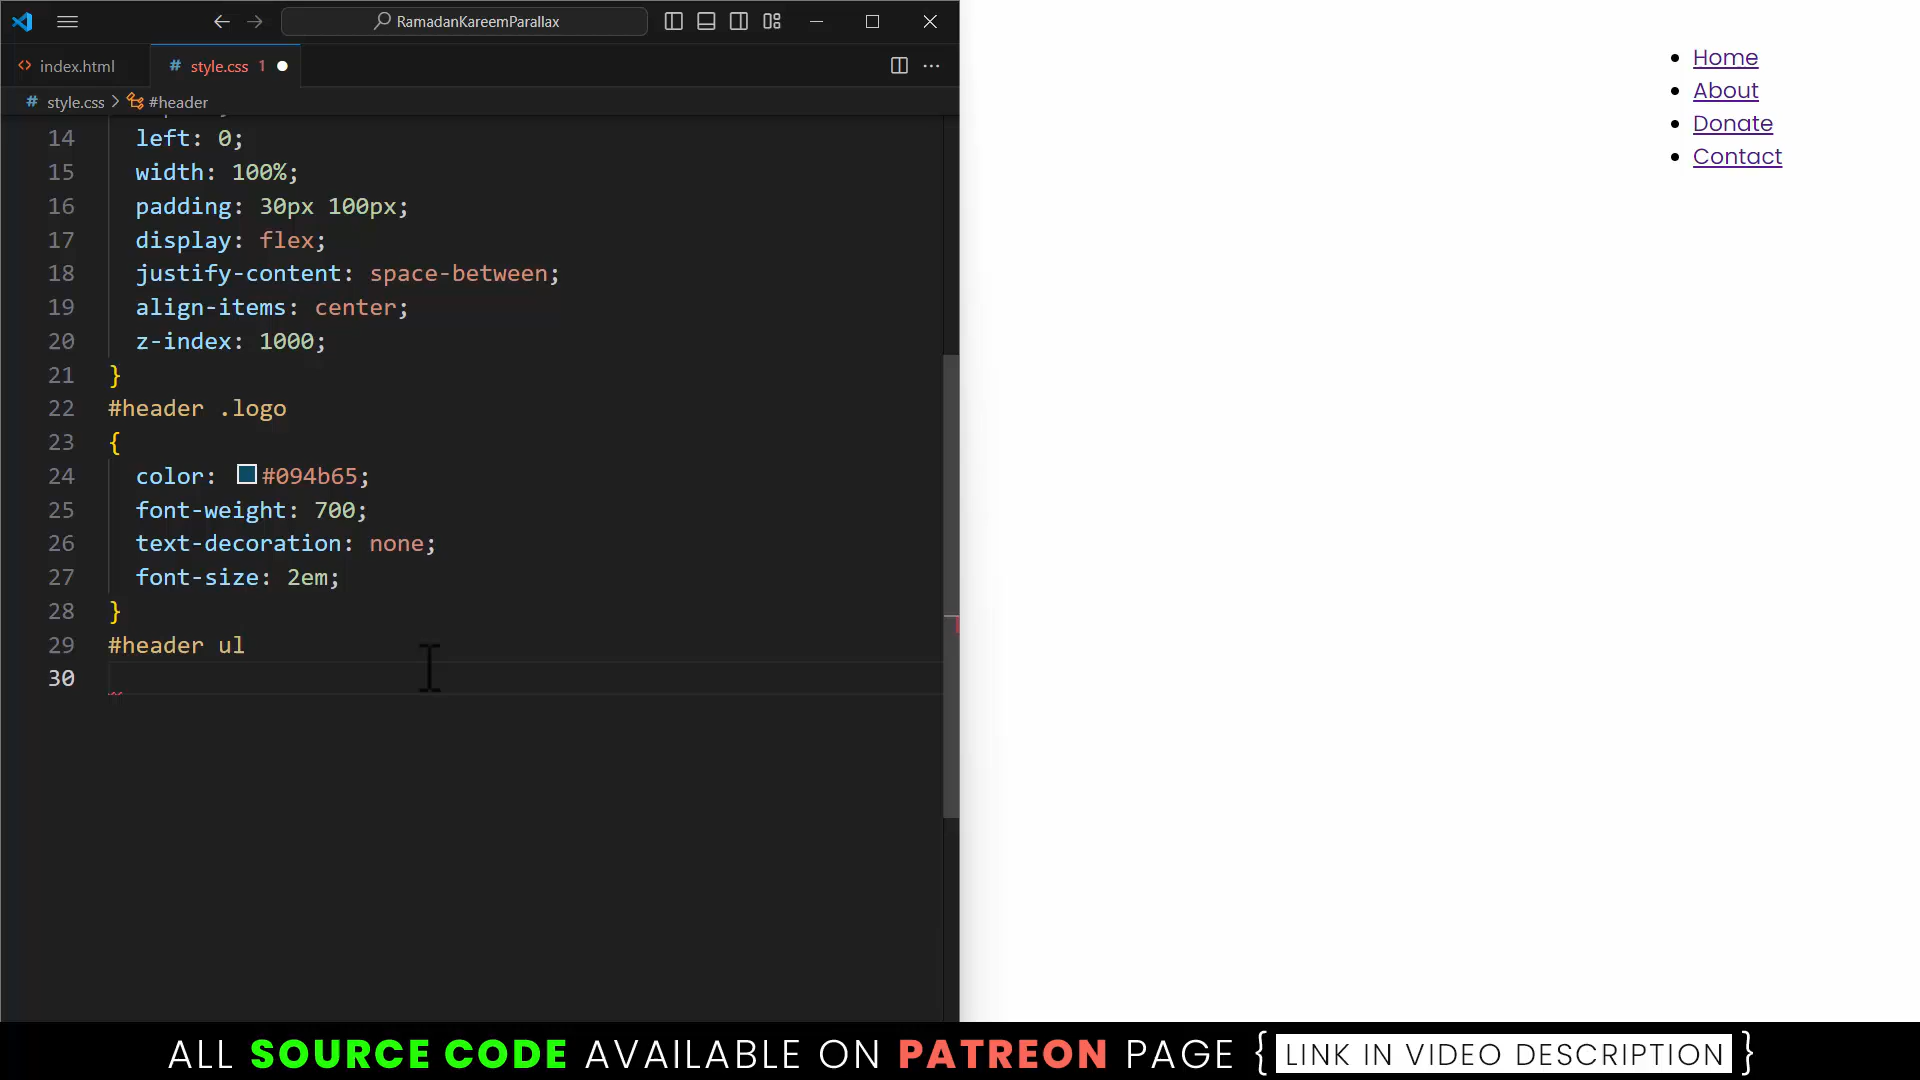 RamadanKareemParallax
index.html
style.css 1
style.css > #header
14 left: 0;
15 width: 100%;
16 padding: 30px 100px;
17 display: flex;
18 justify-content: space-between;
19 align-items: center;
20 z-index: 1000;
21 }
22 #header .logo
23 {
24 color: #094b65;
25 font-weight: 700;
26 text-decoration: none;
27 font-size: 2em;
28 }
29 #header ul
30
Home
About
Donate
Contact
ALL SOURCE CODE AVAILABLE ON PATREON PAGE { LINK IN VIDEO DESCRIPTION }